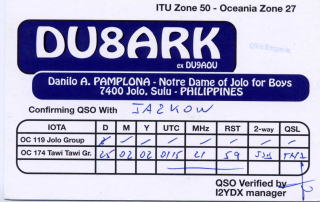 ITU Zone 50 - Oceania Zone 27
DU8ARK
ex DU9AOU
Danilo A. PAMPLONA - Notre Dame of Jolo for Boys
7400 Jolo, Sulu - PHILIPPINES
Confirming QSO With
IOTA D M Y UTC MHz RST 2-way QSL
OC 119 Jolo Group
OC 174 Tawi Tawi Gr. 25 02 02 0115 21 59
QSO Verified by
I2YDX manager